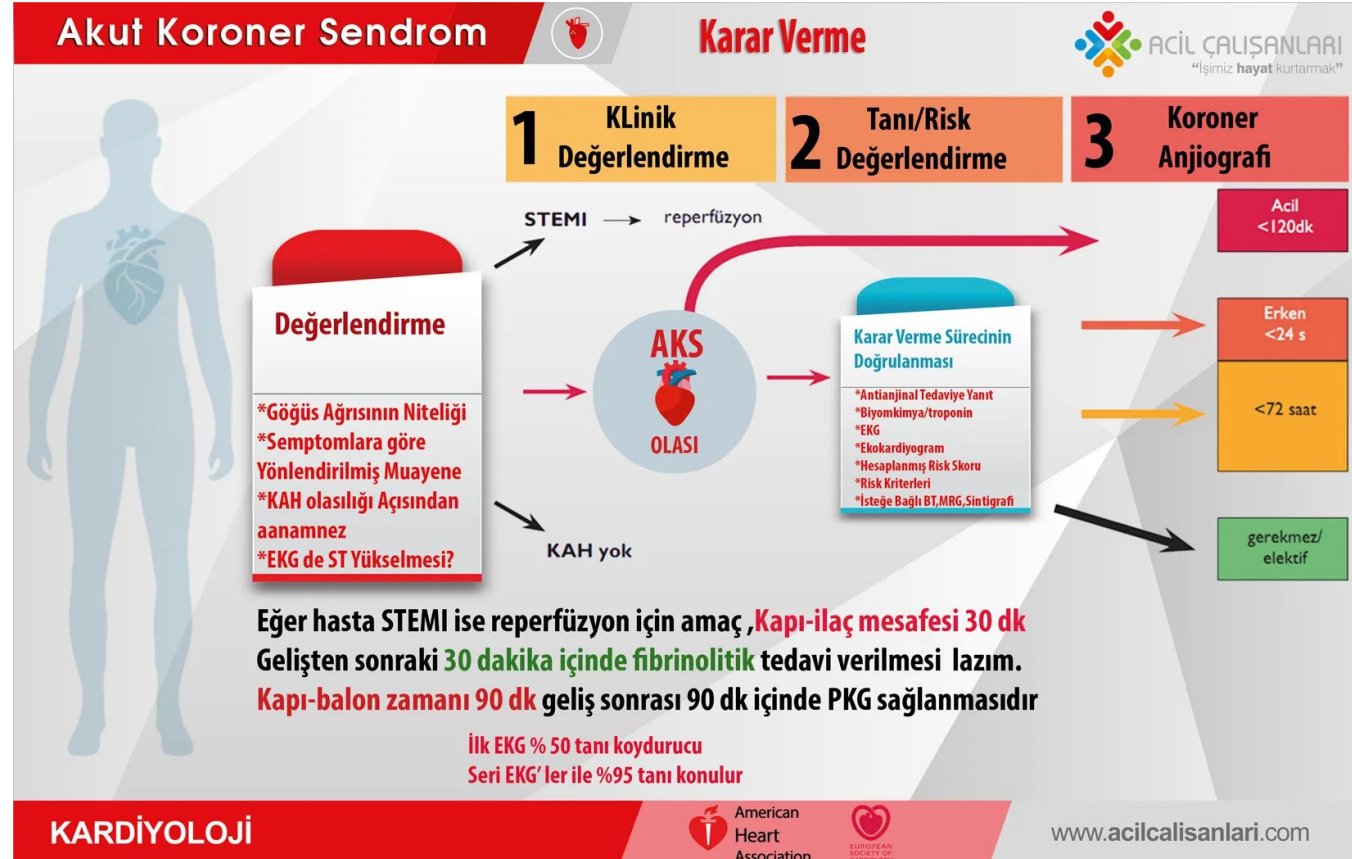 Akut Koroner Sendrom
Karar Verme
ACİL ÇALIŞANLARI
“İşimiz hayat kurtarmak”
1
KLinik
Değerlendirme
2
Tanı/Risk
Değerlendirme
3
Koroner
Anjiografi
STEMI
reperfüzyon
Acil
<120dk
Değerlendirme
*Göğüs Ağrısının Niteliği
*Semptomlara göre
Yönlendirilmiş Muayene
*KAH olasılığı Açısından
aanamnez
*EKG de ST Yükselmesi?
AKS
OLASI
KAH yok
Karar Verme Sürecinin
Doğrulanması
*Antianjinal Tedaviye Yanıt
*Biyomkimya/troponin
*EKG
*Ekokardiyogram
*Hesaplanmış Risk Skoru
*Risk Kriterleri
*İsteğe Bağlı BT,MRG,Sintigrafi
Erken
<24 s
<72 saat
gerekmez/
elektif
Eğer hasta STEMI ise reperfüzyon için amaç ,Kapı-ilaç mesafesi 30 dk
Gelişten sonraki 30 dakika içinde fibrinolitik tedavi verilmesi lazım.
Kapı-balon zamanı 90 dk geliş sonrası 90 dk içinde PKG sağlanmasıdır
İlk EKG % 50 tanı koydurucu
Seri EKG’ ler ile %95 tanı konulur
KARDİYOLOJİ
American
Heart
Association
EUROPEAN
SOCIETY OF
www.acilcalisanlari.com